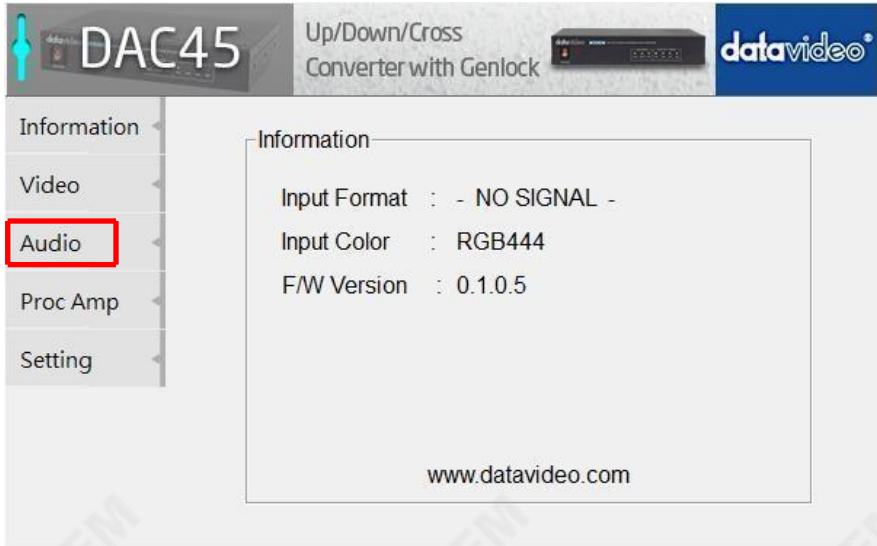 DAC45
Up/Down/Cross
Converter with Genlock
datavideo
Information
Video
Audio
Proc Amp
Setting
Information
Input Format : - NO SIGNAL -
Input Color : RGB444
F/W Version : 0.1.0.5
www.datavideo.com